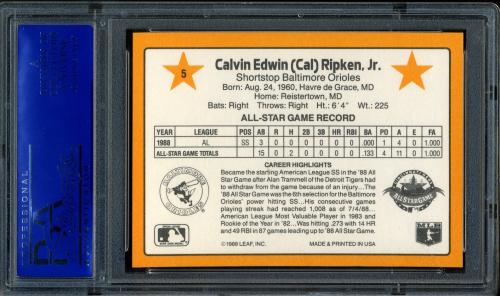 5
Calvin Edwin (Cal) Ripken, Jr.
Shortstop Baltimore Orioles
Born: Aug. 24, 1960, Havre de Grace, MD
Home: Reistertown, MD
Bats: Right Throws: Right Ht.: 6'4" Wt.: 225
ALL-STAR GAME RECORD
YEAR LEAGUE POS AB R H 2B 3B HR RBI BA PO A E FA
1988 AL SS 3 0 0 0 0 0 0 .000 1 4 0 1.000
ALL-STAR GAME TOTALS 15 0 2 0 0 0 0 .133 4 11 0 1.000
CAREER HIGHLIGHTS
Became the starting American League SS in the '88 All
Star Game after Alan Trammell of the Detroit Tigers had
to withdraw from the game because of an injury...The
'88 All Star Game was the 6th selection for the Baltimore
Orioles' power hitting SS...His consecutive games
playing streak had reached 1,008 as of 7/4/88...
American League Most Valuable Player in 1983 and
Rookie of the Year in '82...Was hitting .273 with 14 HR
and 49 RBI in 87 games leading up to '88 All Star Game.
ALL STAR GAME
MLB
©1989 LEAF, INC. MADE & PRINTED IN USA
PSA
PROFESSIONAL